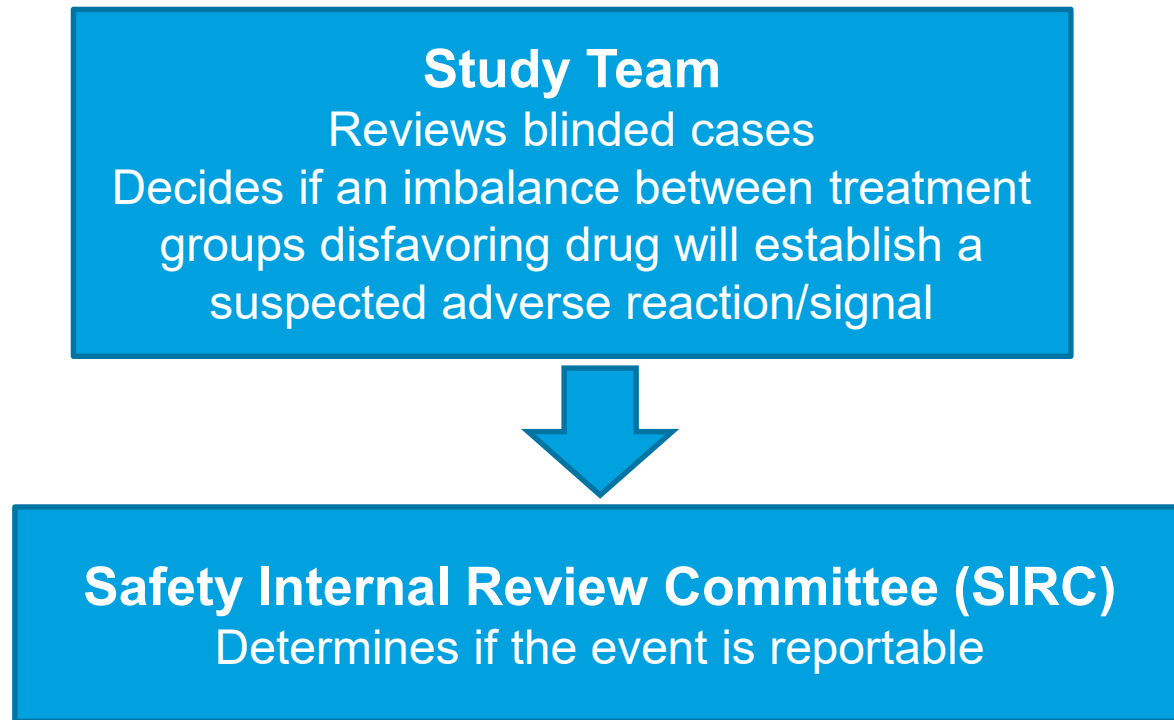 Study Team
Reviews blinded cases
Decides if an imbalance between treatment
groups disfavoring drug will establish a
suspected adverse reaction/signal
Safety Internal Review Committee (SIRC)
Determines if the event is reportable